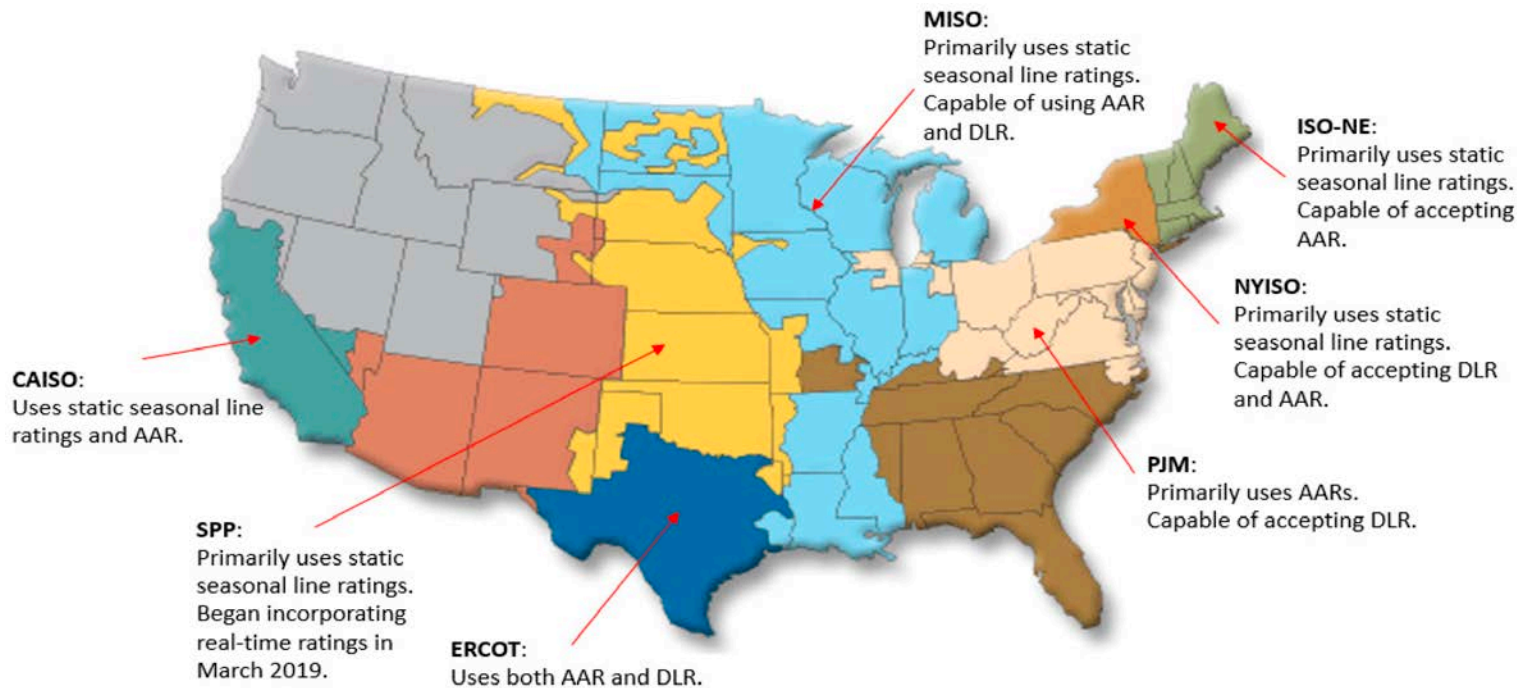 MISO:
Primarily uses static
seasonal line ratings.
Capable of using AAR
and DLR.
ISO-NE:
Primarily uses static
seasonal line ratings.
Capable of accepting
AAR.
NYISO:
Primarily uses static
seasonal line ratings.
Capable of accepting DLR
and AAR.
CAISO:
Uses static seasonal line
ratings and AAR.
PJM:
Primarily uses AARs.
Capable of accepting DLR.
SPP:
Primarily uses static
seasonal line ratings.
Began incorporating
real-time ratings in
March 2019.
ERCOT:
Uses both AAR and DLR.